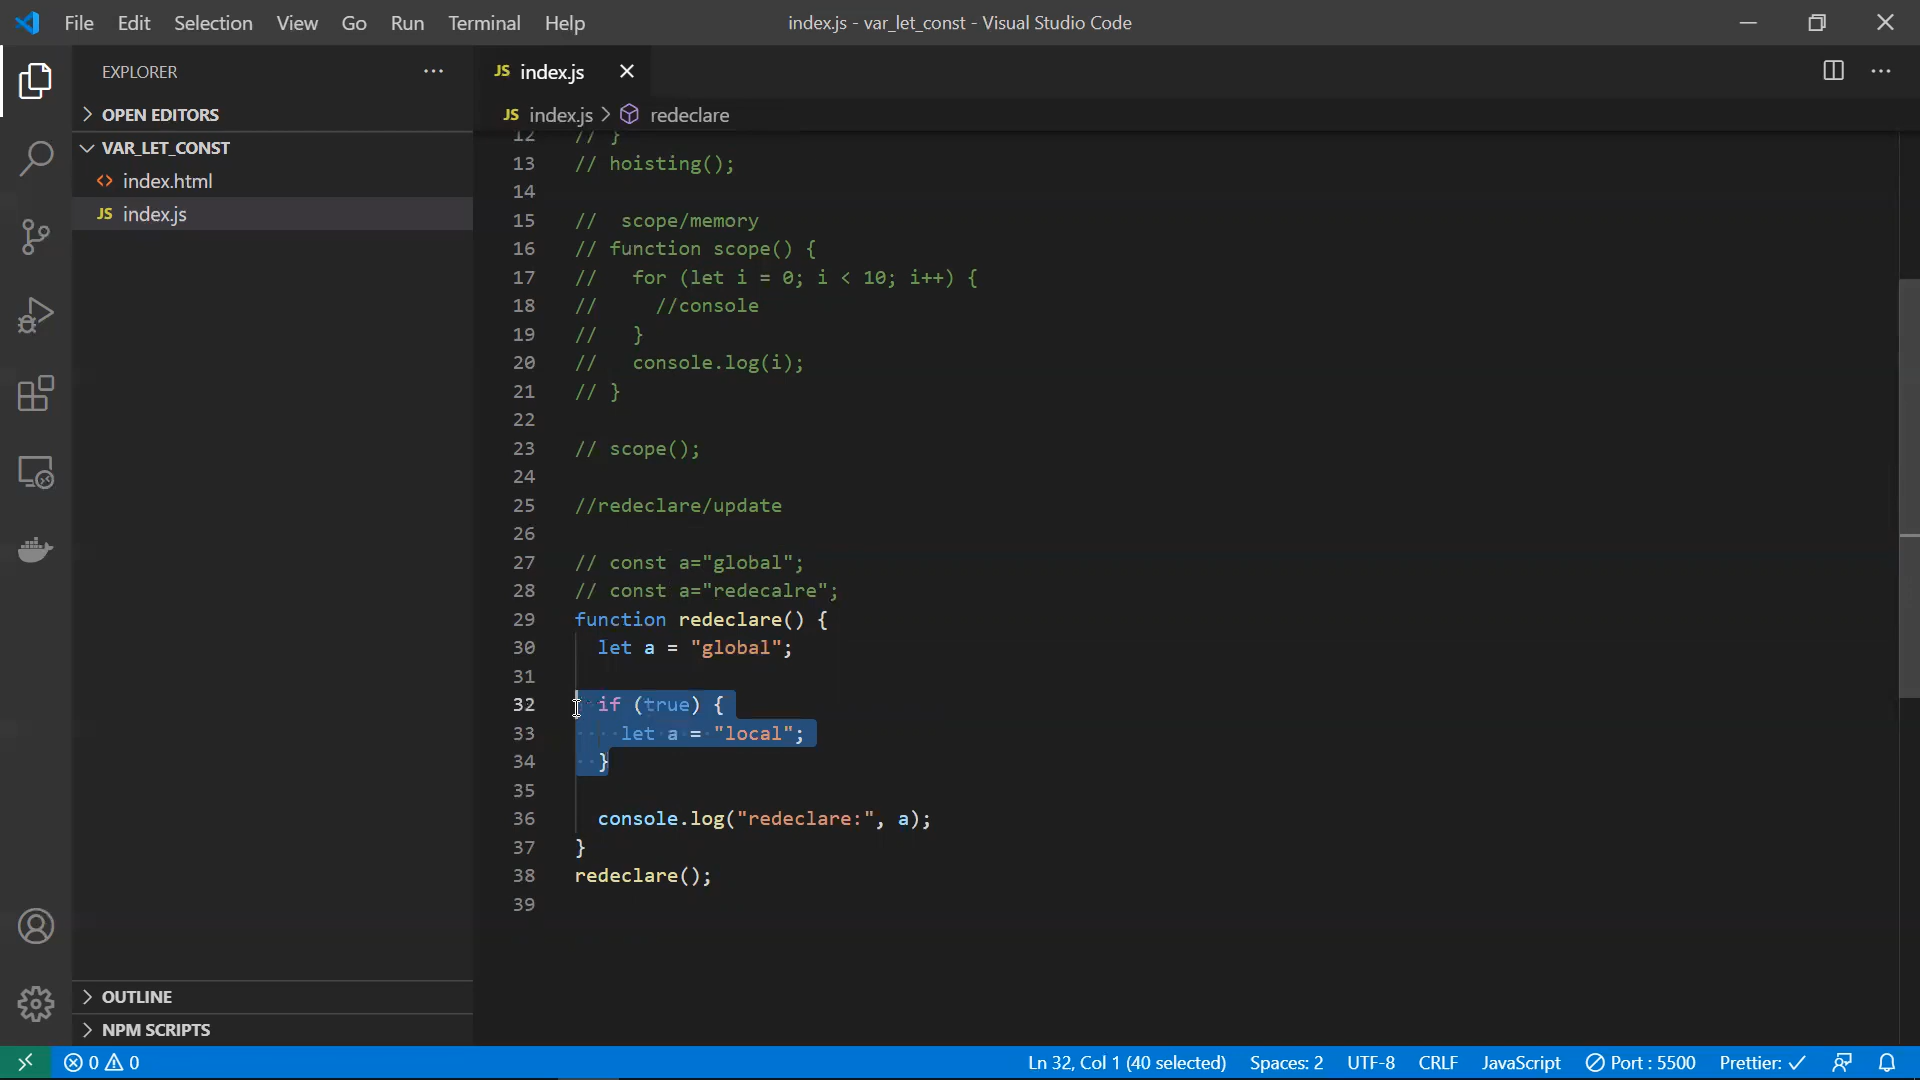 File Edit Selection View Go Run Terminal Help
index.js - var_let_const - Visual Studio Code
EXPLORER
OPEN EDITORS
VAR_LET_CONST
<> index.html
JS index.js
OUTLINE
NPM SCRIPTS
JS index.js
JS index.js > redeclare
12 // }
13 // hoisting();
14
15 //  scope/memory
16 // function scope() {
17 //   for (let i = 0; i < 10; i++) {
18 //     //console
19 //   }
20 //   console.log(i);
21 // }
22
23 // scope();
24
25 //redeclare/update
26
27 // const a="global";
28 // const a="redecalre";
29 function redeclare() {
30   let a = "global";
31
32   if (true) {
33     let a = "local";
34   }
35
36   console.log("redeclare:", a);
37 }
38 redeclare();
39
0 0 Ln 32, Col 1 (40 selected) Spaces: 2 UTF-8 CRLF JavaScript Port : 5500 Prettier: ✓